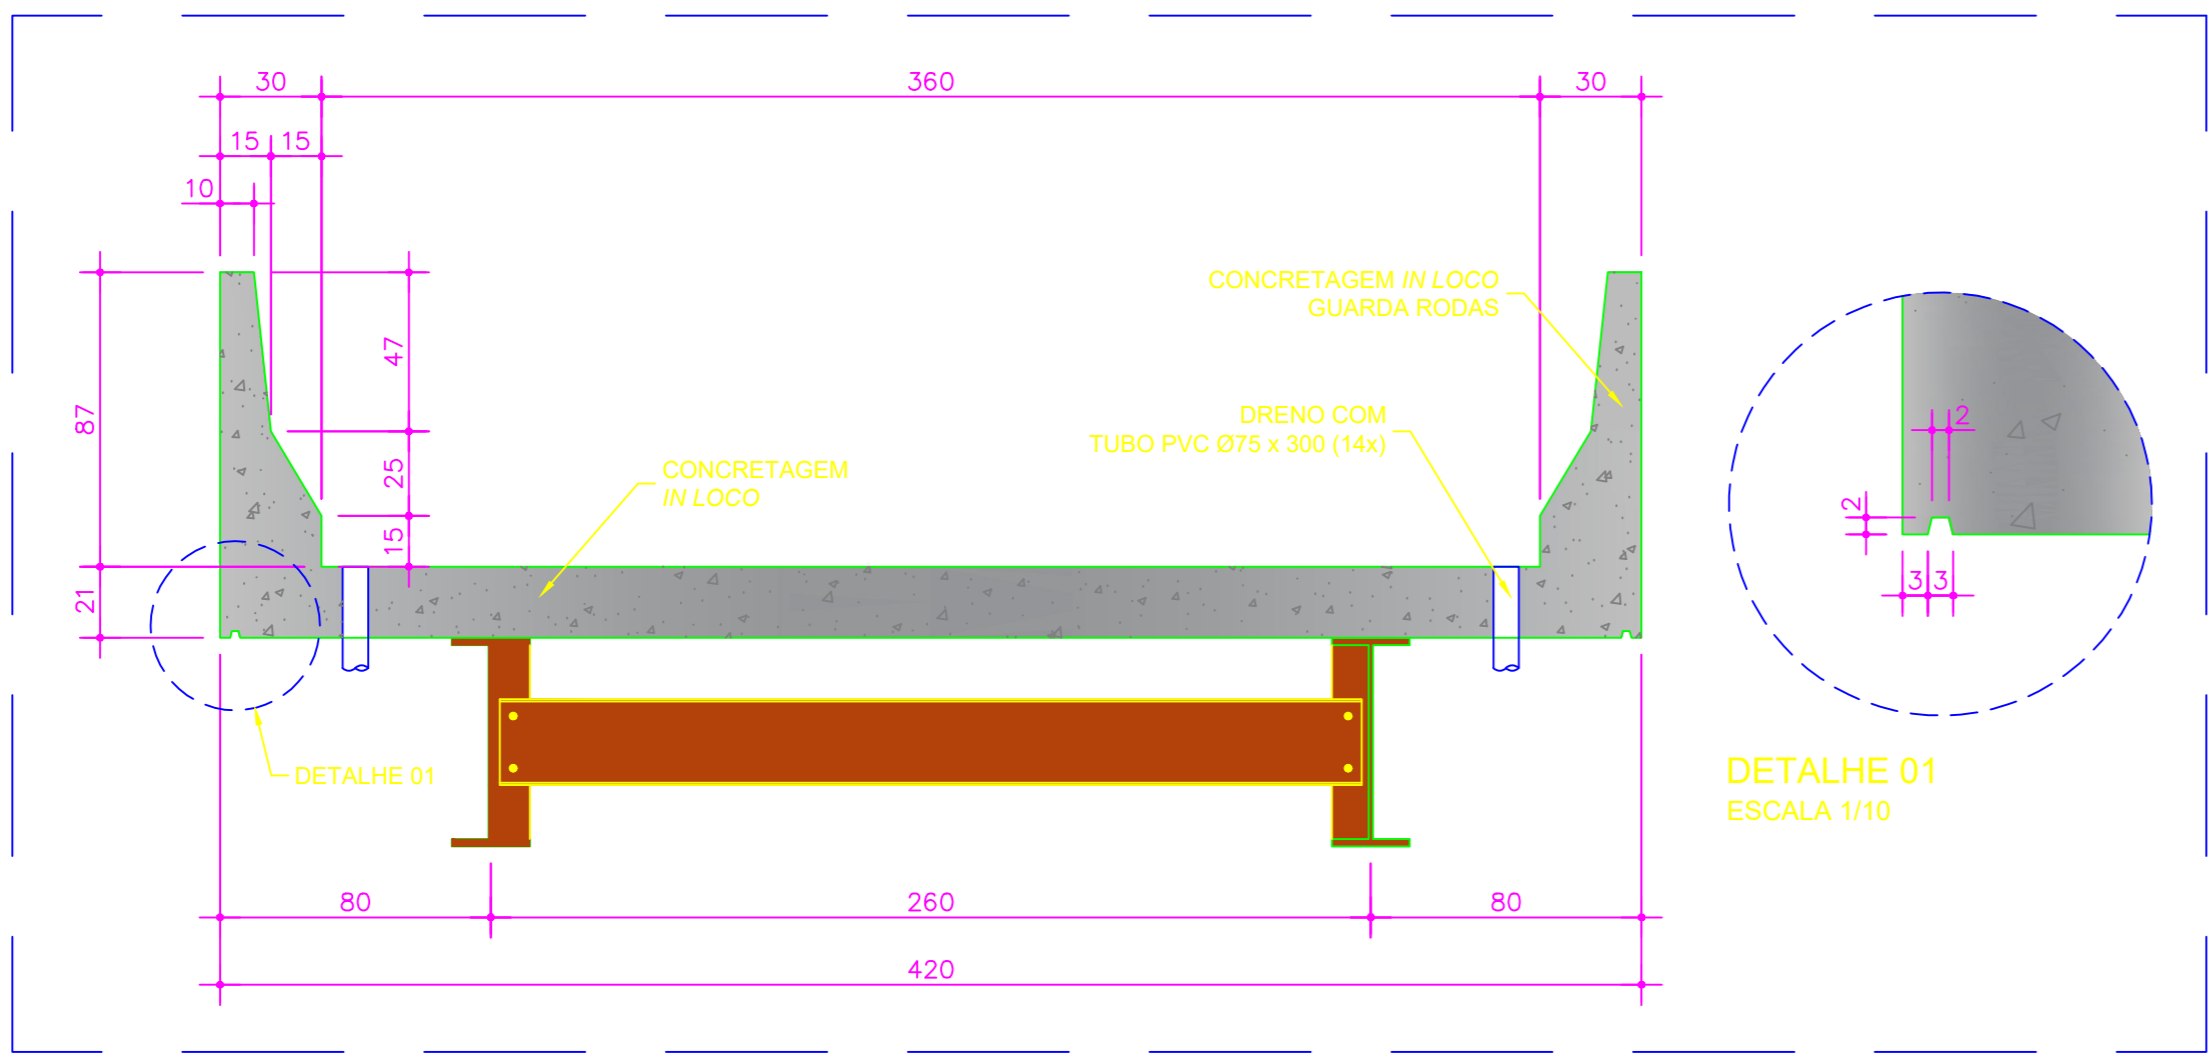 30
360
30
15
15
10
CONCRETAGEM IN LOCO
GUARDA RODAS
47
87
DRENO COM
TUBO PVC Ø75 x 300 (14x)
2
CONCRETAGEM
IN LOCO
25
2
15
21
3
3
DETALHE 01
DETALHE 01
ESCALA 1/10
80
260
80
420